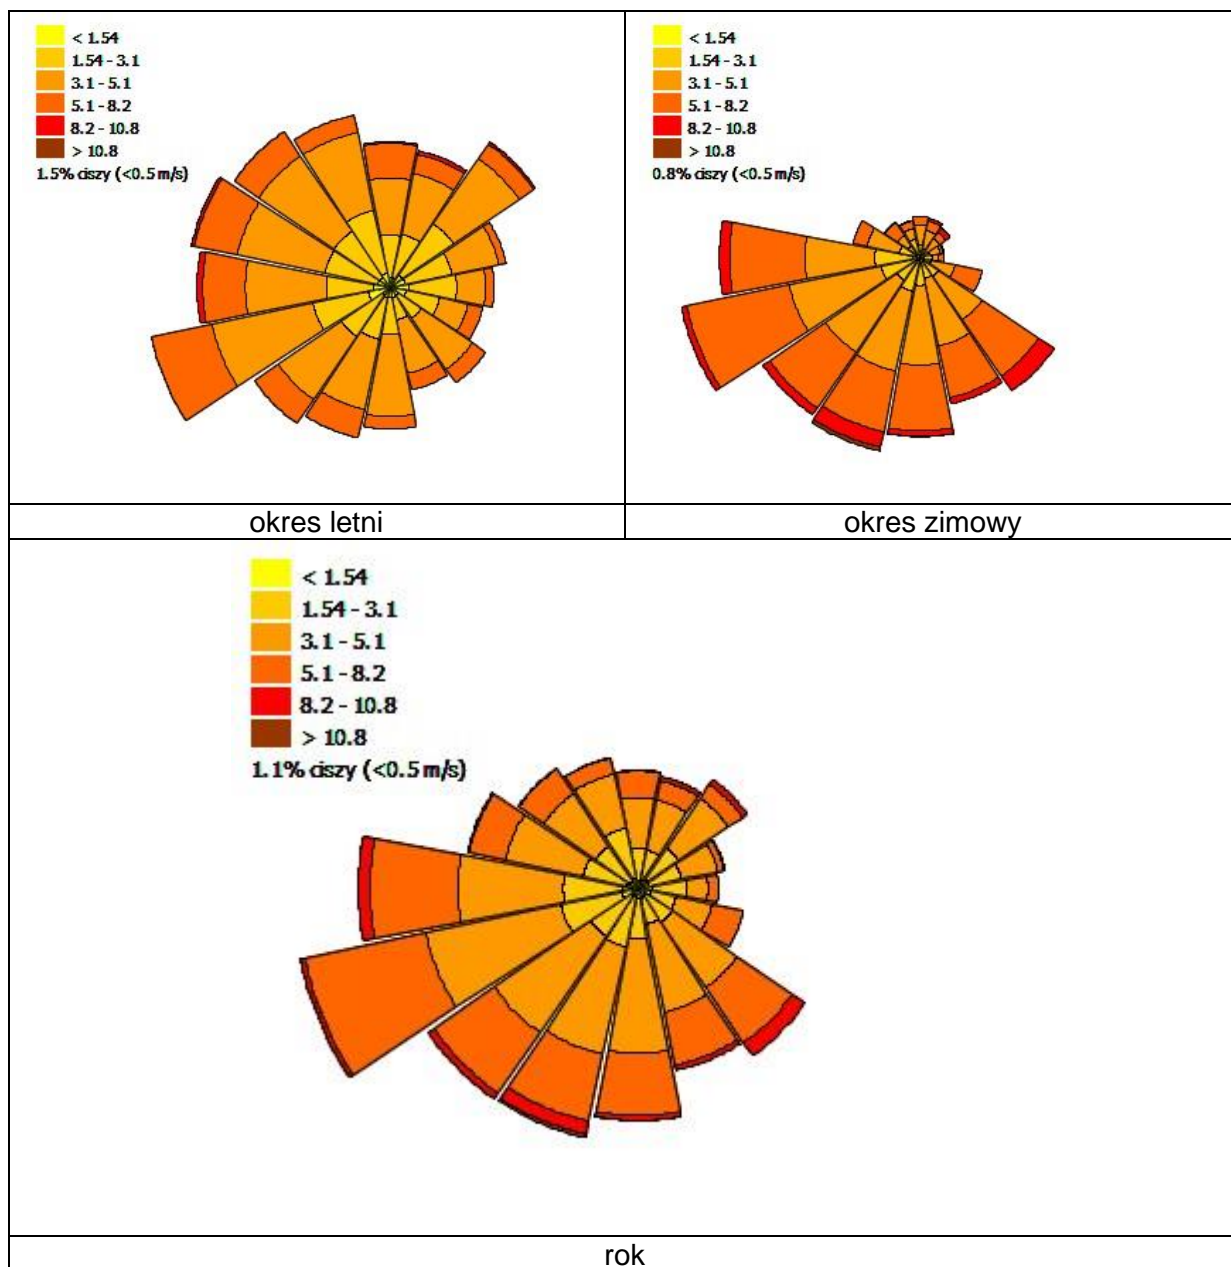 < 1.54
1.54 - 3.1
3.1 - 5.1
5.1 - 8.2
8.2 - 10.8
> 10.8
1.5% ciszy (<0.5 m/s)
< 1.54
1.54 - 3.1
3.1 - 5.1
5.1 - 8.2
8.2 - 10.8
> 10.8
0.8% ciszy (<0.5 m/s)
okres letni
okres zimowy
< 1.54
1.54 - 3.1
3.1 - 5.1
5.1 - 8.2
8.2 - 10.8
> 10.8
1.1% ciszy (<0.5 m/s)
rok